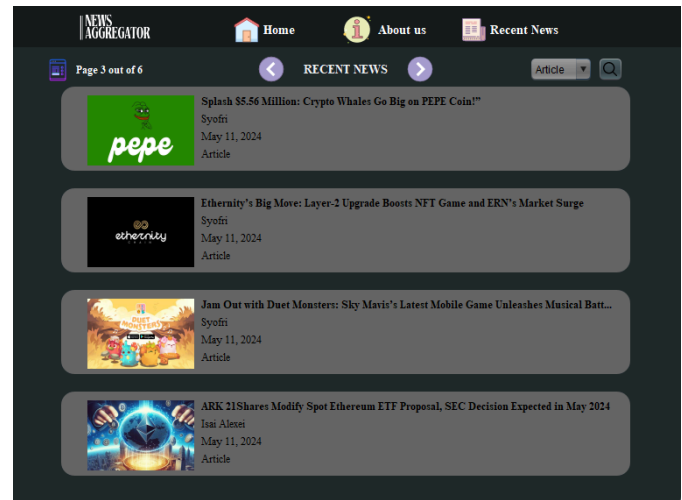 NEWS
AGGREGATOR
Home
About us
Recent News
Page 3 out of 6
RECENT NEWS
Article
Splash $5.56 Million: Crypto Whales Go Big on PEPE Coin!”
Syofri
May 11, 2024
Article
pepe
Ethernity’s Big Move: Layer-2 Upgrade Boosts NFT Game and ERN’s Market Surge
Syofri
May 11, 2024
Article
ethernity
CHAIN
Jam Out with Duet Monsters: Sky Mavis’s Latest Mobile Game Unleashes Musical Batt...
Syofri
May 11, 2024
Article
DUET
MONSTERS
ARK 21Shares Modify Spot Ethereum ETF Proposal, SEC Decision Expected in May 2024
Isai Alexei
May 11, 2024
Article